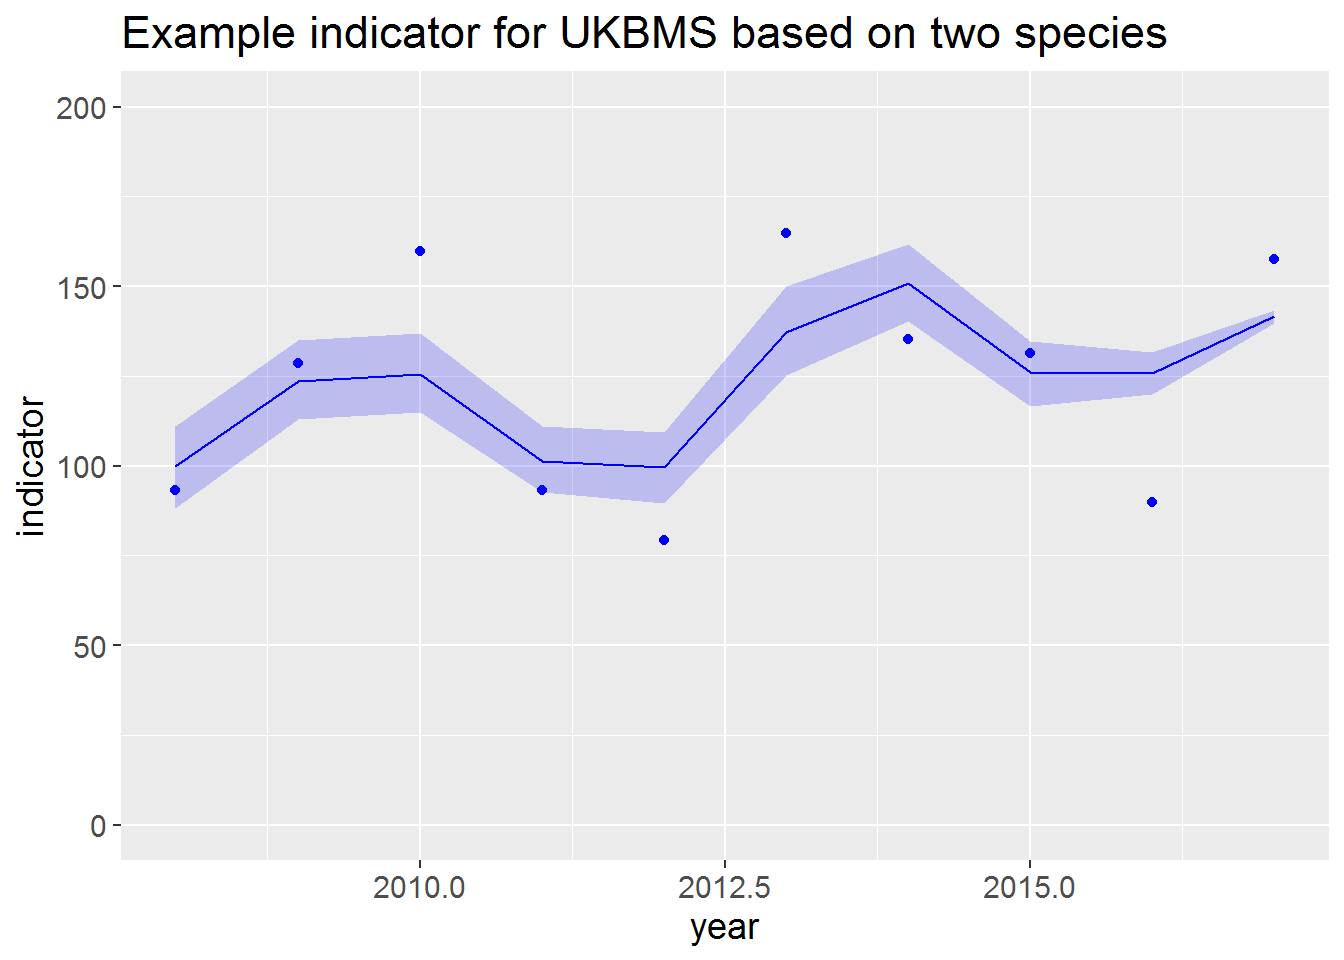 Example indicator for UKBMS based on two species
200
150
100
50
0
indicator
2010.0
2012.5
2015.0
year